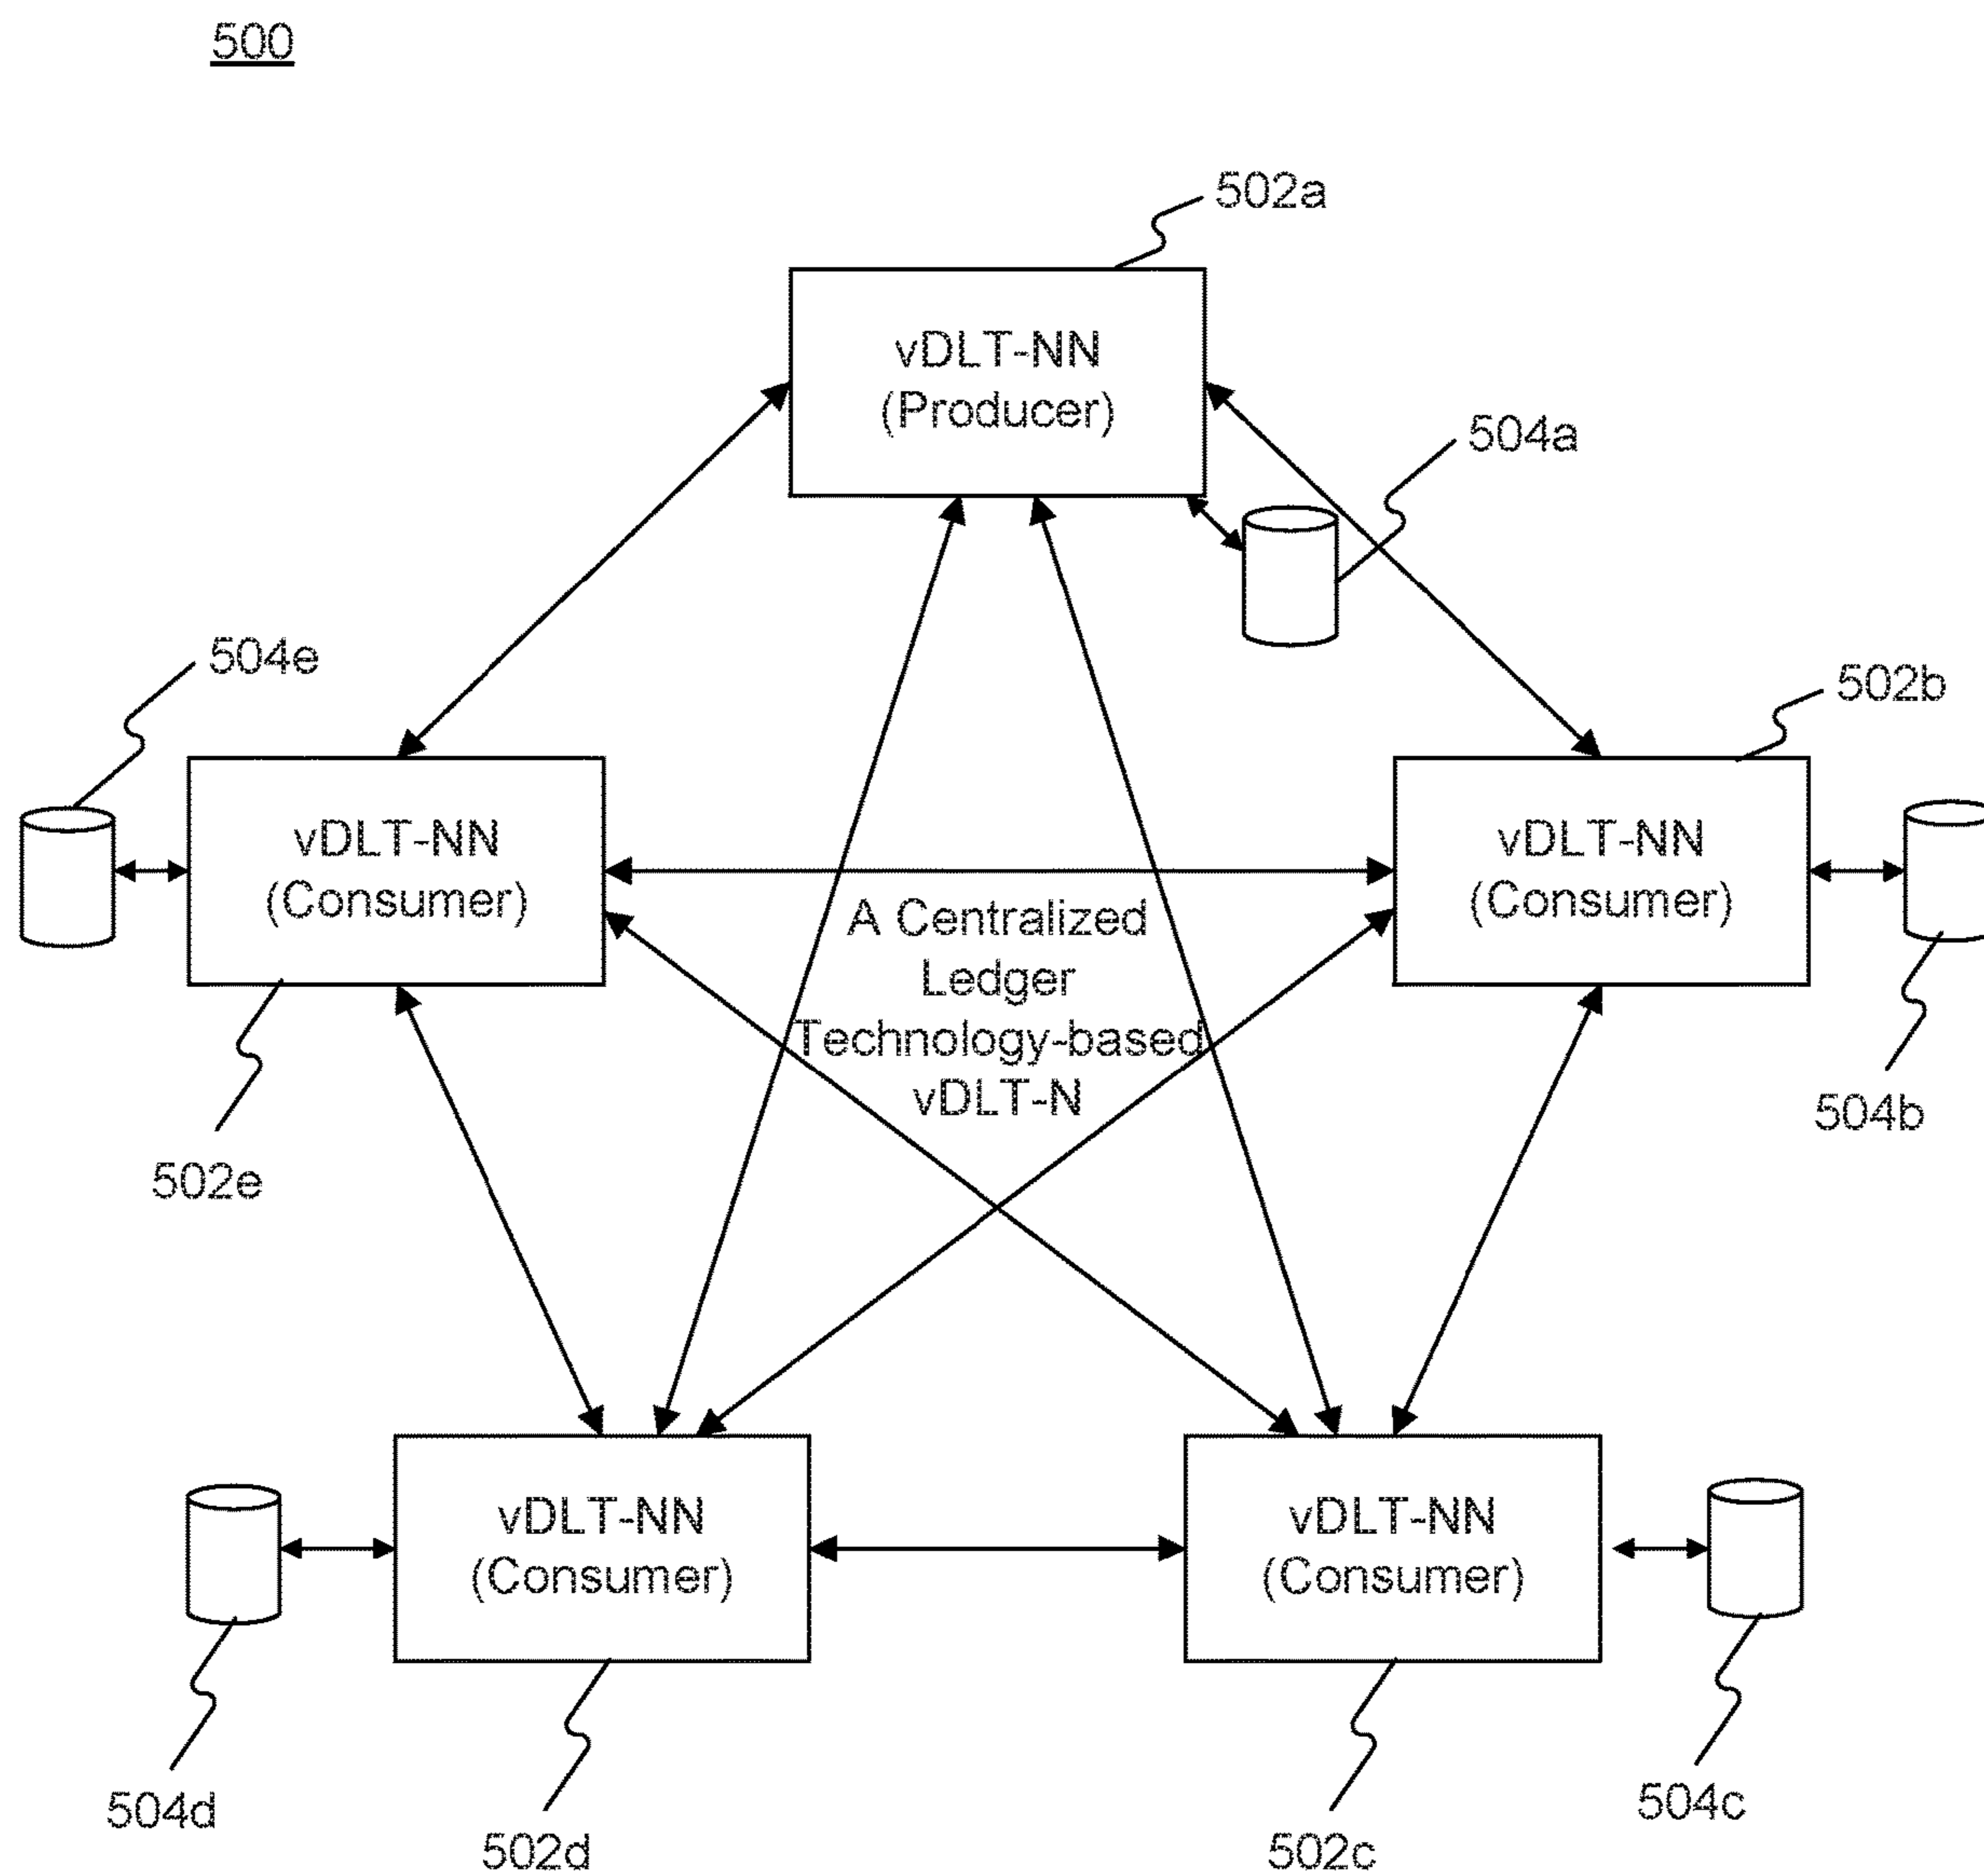 500
502a
vDLT-NN
(Producer)
504a
504e
502b
vDLT-NN
(Consumer)
vDLT-NN
(Consumer)
A Centralized
Ledger
Technology-based
vDLT-N
504b
502e
vDLT-NN
(Consumer)
vDLT-NN
(Consumer)
504d
502d
502c
504c